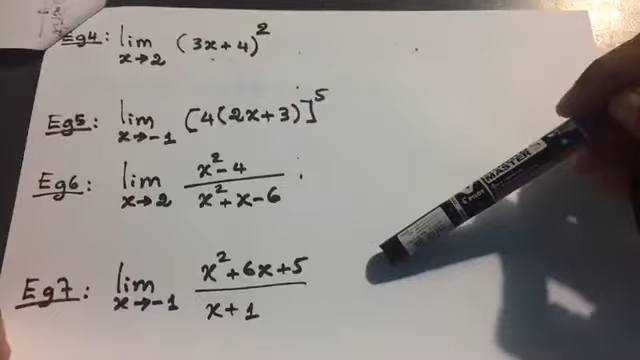 Eg4: lim x→2 (3x+4)²
Eg5: lim x→-1 [4(2x+3)]⁵
Eg6: lim x→2 (x²-4)/(x²+x-6)
Eg7: lim x→-1 (x²+6x+5)/(x+1)
MASTER
PILOT